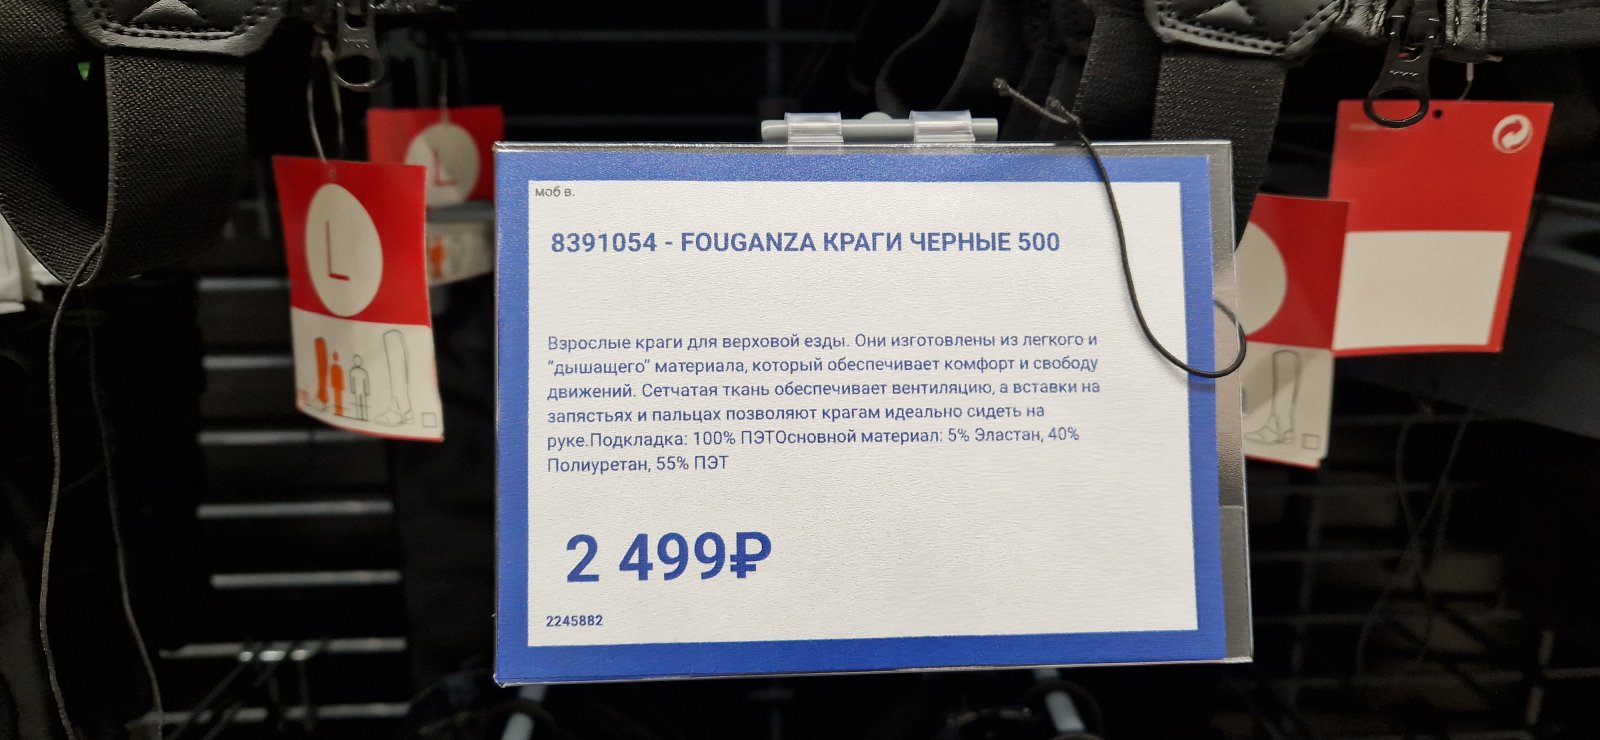 моб в.
8391054 - FOUGANZA КРАГИ ЧЕРНЫЕ 500
Взрослые краги для верховой езды. Они изготовлены из легкого и
“дышащего” материала, который обеспечивает комфорт и свободу
движений. Сетчатая ткань обеспечивает вентиляцию, а вставки на
запястьях и пальцах позволяют крагам идеально сидеть на
руке.Подкладка: 100% ПЭТОсновной материал: 5% Эластан, 40%
Полиуретан, 55% ПЭТ
2 499₽
2245882
L
L